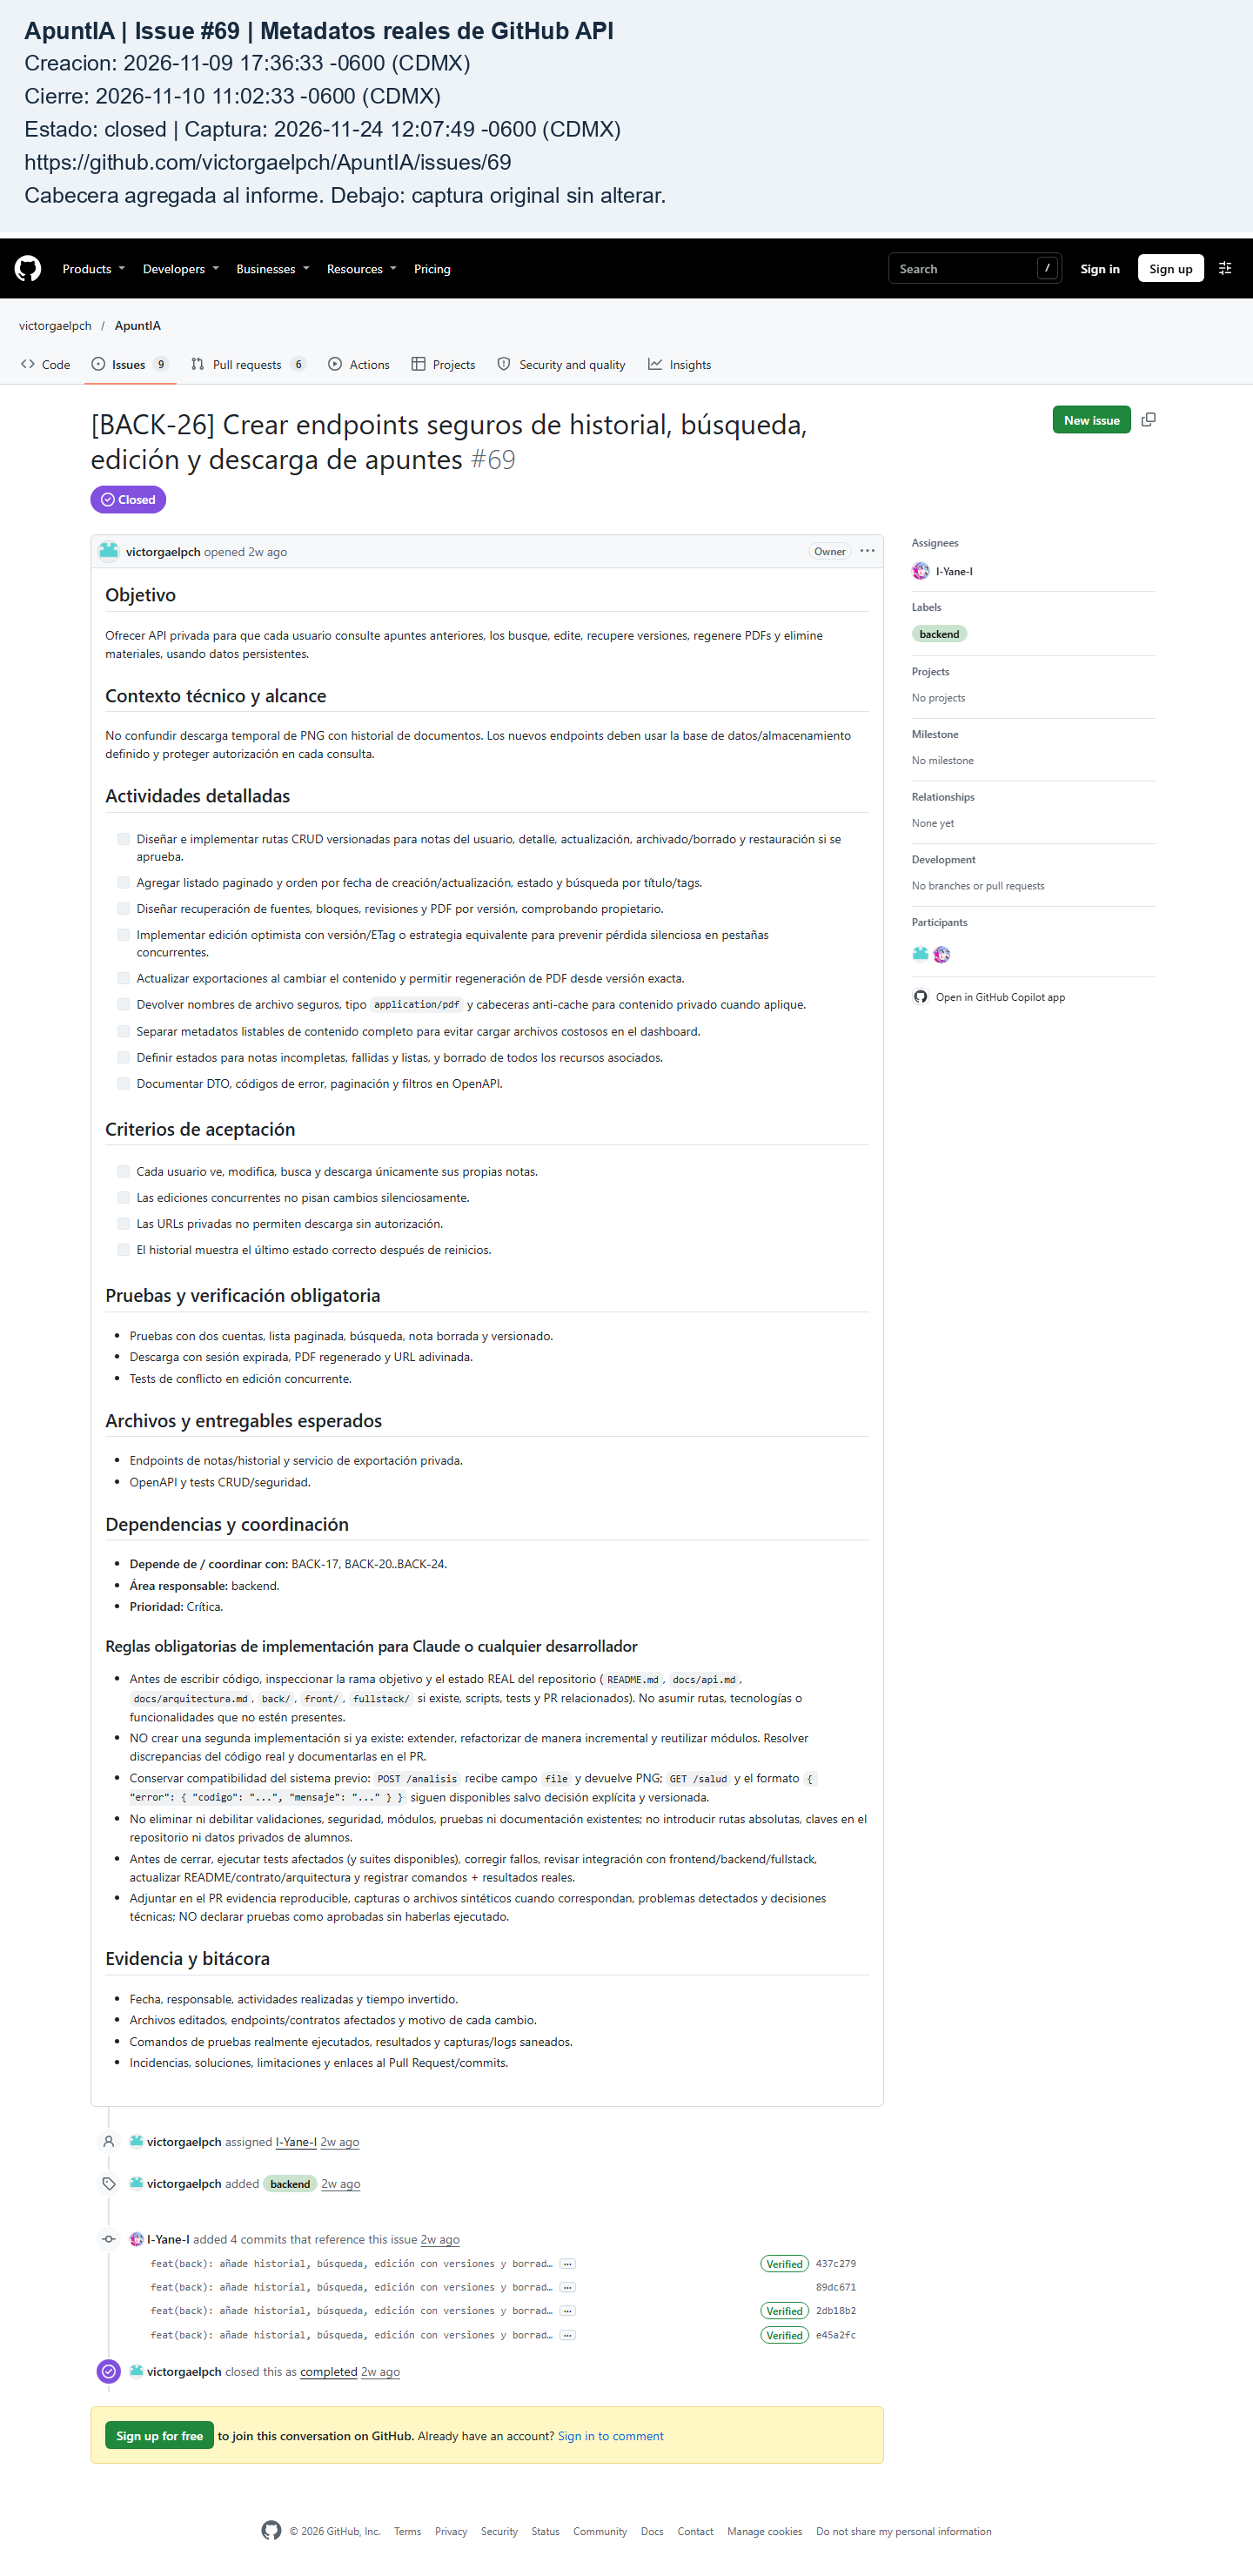 ApuntIA | Issue #69 | Metadatos reales de GitHub API
Creacion: 2026-11-09 17:36:33 -0600 (CDMX)
Cierre: 2026-11-10 11:02:33 -0600 (CDMX)
Estado: closed | Captura: 2026-11-24 12:07:49 -0600 (CDMX)
https://github.com/victorgaelpch/ApuntIA/issues/69
Cabecera agregada al informe. Debajo: captura original sin alterar.
Products Developers Businesses Resources Pricing Search / Sign in Sign up
victorgaelpch / ApuntIA
Code Issues 9 Pull requests 6 Actions Projects Security and quality Insights
[BACK-26] Crear endpoints seguros de historial, búsqueda,
edición y descarga de apuntes #69
New issue
Closed
victorgaelpch opened 2w ago Owner
Objetivo
Ofrecer API privada para que cada usuario consulte apuntes anteriores, los busque, edite, recupere versiones, regenere PDFs y elimine
materiales, usando datos persistentes.
Contexto técnico y alcance
No confundir descarga temporal de PNG con historial de documentos. Los nuevos endpoints deben usar la base de datos/almacenamiento
definido y proteger autorización en cada consulta.
Actividades detalladas
Diseñar e implementar rutas CRUD versionadas para notas del usuario, detalle, actualización, archivado/borrado y restauración si se
aprueba.
Agregar listado paginado y orden por fecha de creación/actualización, estado y búsqueda por título/tags.
Diseñar recuperación de fuentes, bloques, revisiones y PDF por versión, comprobando propietario.
Implementar edición optimista con versión/ETag o estrategia equivalente para prevenir pérdida silenciosa en pestañas
concurrentes.
Actualizar exportaciones al cambiar el contenido y permitir regeneración de PDF desde versión exacta.
Devolver nombres de archivo seguros, tipo application/pdf y cabeceras anti-cache para contenido privado cuando aplique.
Separar metadatos listables de contenido completo para evitar cargar archivos costosos en el dashboard.
Definir estados para notas incompletas, fallidas y listas, y borrado de todos los recursos asociados.
Documentar DTO, códigos de error, paginación y filtros en OpenAPI.
Criterios de aceptación
Cada usuario ve, modifica, busca y descarga únicamente sus propias notas.
Las ediciones concurrentes no pisan cambios silenciosamente.
Las URLs privadas no permiten descarga sin autorización.
El historial muestra el último estado correcto después de reinicios.
Pruebas y verificación obligatoria
Pruebas con dos cuentas, lista paginada, búsqueda, nota borrada y versionado.
Descarga con sesión expirada, PDF regenerado y URL adivinada.
Tests de conflicto en edición concurrente.
Archivos y entregables esperados
Endpoints de notas/historial y servicio de exportación privada.
OpenAPI y tests CRUD/seguridad.
Dependencias y coordinación
Depende de / coordinar con: BACK-17, BACK-20..BACK-24.
Área responsable: backend.
Prioridad: Crítica.
Reglas obligatorias de implementación para Claude o cualquier desarrollador
Antes de escribir código, inspeccionar la rama objetivo y el estado REAL del repositorio ( README.md, docs/api.md,
docs/arquitectura.md, back/, front/, fullstack/ si existe, scripts, tests y PR relacionados). No asumir rutas, tecnologías o
funcionalidades que no estén presentes.
NO crear una segunda implementación si ya existe: extender, refactorizar de manera incremental y reutilizar módulos. Resolver
discrepancias del código real y documentarlas en el PR.
Conservar compatibilidad del sistema previo: POST /analisis recibe campo file y devuelve PNG; GET /salud y el formato {
"error": { "codigo": "...", "mensaje": "..." } } siguen disponibles salvo decisión explícita y versionada.
No eliminar ni debilitar validaciones, seguridad, módulos, pruebas ni documentación existentes; no introducir rutas absolutas, claves en el
repositorio ni datos privados de alumnos.
Antes de cerrar, ejecutar tests afectados (y suites disponibles), corregir fallos, revisar integración con frontend/backend/fullstack,
actualizar README/contrato/arquitectura y registrar comandos + resultados reales.
Adjuntar en el PR evidencia reproducible, capturas o archivos sintéticos cuando correspondan, problemas detectados y decisiones
técnicas; NO declarar pruebas como aprobadas sin haberlas ejecutado.
Evidencia y bitácora
Fecha, responsable, actividades realizadas y tiempo invertido.
Archivos editados, endpoints/contratos afectados y motivo de cada cambio.
Comandos de pruebas realmente ejecutados, resultados y capturas/logs saneados.
Incidencias, soluciones, limitaciones y enlaces al Pull Request/commits.
Assignees
I-Yane-I
Labels
backend
Projects
No projects
Milestone
No milestone
Relationships
None yet
Development
No branches or pull requests
Participants
Open in GitHub Copilot app
victorgaelpch assigned I-Yane-I 2w ago
victorgaelpch added backend 2w ago
I-Yane-I added 4 commits that reference this issue 2w ago
feat(back): añade historial, búsqueda, edición con versiones y borrad… Verified 437c279
feat(back): añade historial, búsqueda, edición con versiones y borrad… 89dc671
feat(back): añade historial, búsqueda, edición con versiones y borrad… Verified 2db18b2
feat(back): añade historial, búsqueda, edición con versiones y borrad… Verified e45a2fc
victorgaelpch closed this as completed 2w ago
Sign up for free to join this conversation on GitHub. Already have an account? Sign in to comment
© 2026 GitHub, Inc. Terms Privacy Security Status Community Docs Contact Manage cookies Do not share my personal information